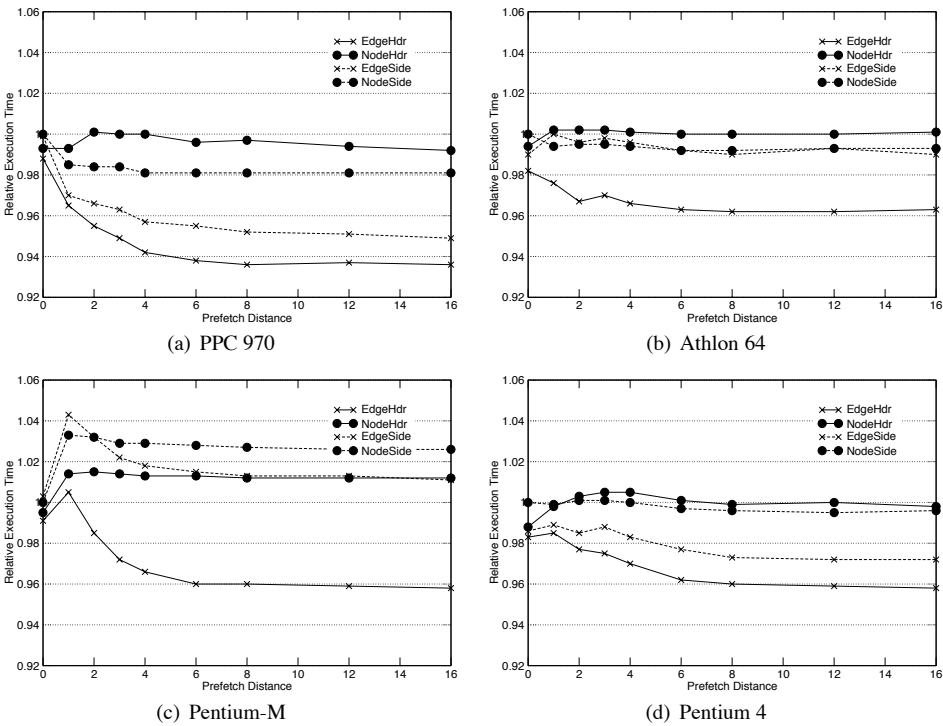 1.06
1.04
1.02
1.00
0.98
0.96
0.94
0.92
Relative Execution Time
EdgeHdr
NodeHdr
EdgeSide
NodeSide
0 2 4 6 8 10 12 14 16
Prefetch Distance
(a) PPC 970
1.06
1.04
1.02
1.00
0.98
0.96
0.94
0.92
Relative Execution Time
EdgeHdr
NodeHdr
EdgeSide
NodeSide
0 2 4 6 8 10 12 14 16
Prefetch Distance
(b) Athlon 64
1.06
1.04
1.02
1.00
0.98
0.96
0.94
0.92
Relative Execution Time
EdgeHdr
NodeHdr
EdgeSide
NodeSide
0 2 4 6 8 10 12 14 16
Prefetch Distance
(c) Pentium-M
1.06
1.04
1.02
1.00
0.98
0.96
0.94
0.92
Relative Execution Time
EdgeHdr
NodeHdr
EdgeSide
NodeSide
0 2 4 6 8 10 12 14 16
Prefetch Distance
(d) Pentium 4